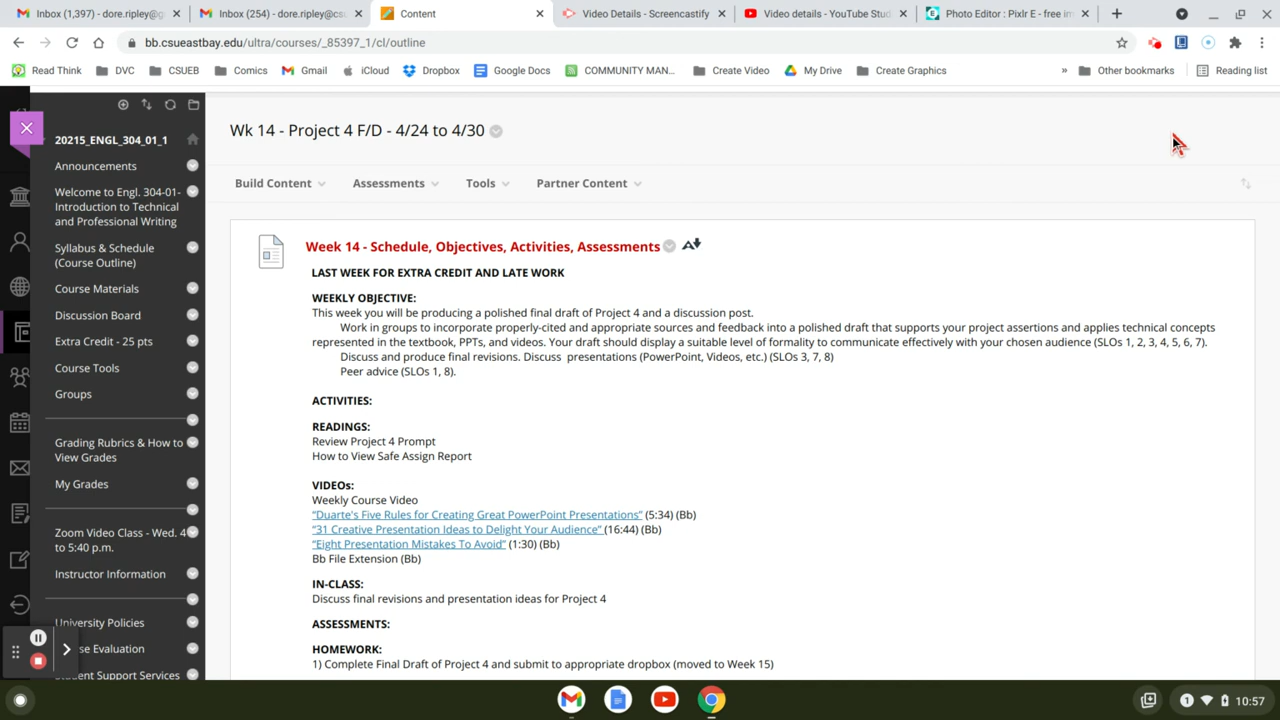 Inbox (1,397) - dore.ripley@g
Inbox (254) - dore.ripley@csu
Content
Video Details - Screencastify
Video details - YouTube Stud
Photo Editor : Pixlr E - free im
bb.csueastbay.edu/ultra/courses/_85397_1/cl/outline
Read Think
DVC
CSUEB
Comics
Gmail
iCloud
Dropbox
Google Docs
COMMUNITY MAN...
Create Video
My Drive
Create Graphics
»
Other bookmarks
Reading list
20215_ENGL_304_01_1
Announcements
Welcome to Engl. 304-01-
Introduction to Technical
and Professional Writing
Syllabus & Schedule
(Course Outline)
Course Materials
Discussion Board
Extra Credit - 25 pts
Course Tools
Groups
Grading Rubrics & How to
View Grades
My Grades
Zoom Video Class - Wed. 4
to 5:40 p.m.
Instructor Information
University Policies
se Evaluation
Student Support Services
Wk 14 - Project 4 F/D - 4/24 to 4/30
Build Content
Assessments
Tools
Partner Content
Week 14 - Schedule, Objectives, Activities, Assessments
LAST WEEK FOR EXTRA CREDIT AND LATE WORK
WEEKLY OBJECTIVE:
This week you will be producing a polished final draft of Project 4 and a discussion post.
Work in groups to incorporate properly-cited and appropriate sources and feedback into a polished draft that supports your project assertions and applies technical concepts
represented in the textbook, PPTs, and videos. Your draft should display a suitable level of formality to communicate effectively with your chosen audience (SLOs 1, 2, 3, 4, 5, 6, 7).
Discuss and produce final revisions. Discuss presentations (PowerPoint, Videos, etc.) (SLOs 3, 7, 8)
Peer advice (SLOs 1, 8).
ACTIVITIES:
READINGS:
Review Project 4 Prompt
How to View Safe Assign Report
VIDEOs:
Weekly Course Video
“Duarte's Five Rules for Creating Great PowerPoint Presentations” (5:34) (Bb)
“31 Creative Presentation Ideas to Delight Your Audience” (16:44) (Bb)
“Eight Presentation Mistakes To Avoid” (1:30) (Bb)
Bb File Extension (Bb)
IN-CLASS:
Discuss final revisions and presentation ideas for Project 4
ASSESSMENTS:
HOMEWORK:
1) Complete Final Draft of Project 4 and submit to appropriate dropbox (moved to Week 15)
1
10:57